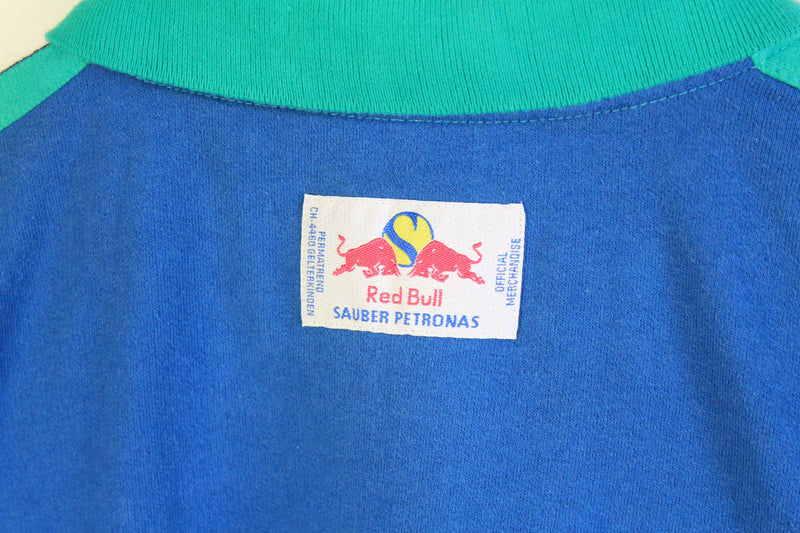 PERMATREND
CH-4460 GELTERKINDEN
S
Red Bull
SAUBER PETRONAS
OFFICIAL
MERCHANDISE